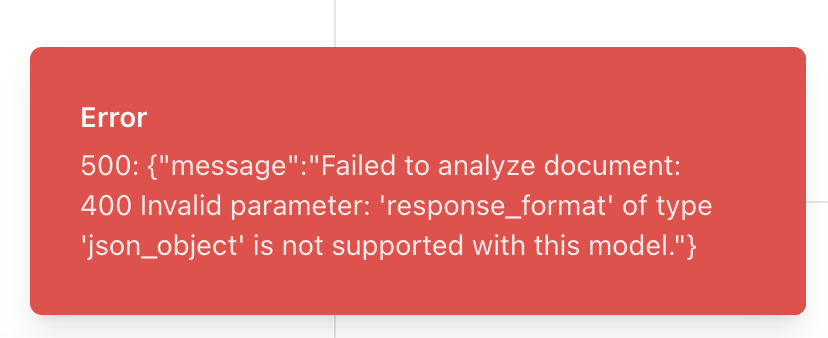 Error
500: {"message":"Failed to analyze document:
400 Invalid parameter: 'response_format' of type
'json_object' is not supported with this model."}